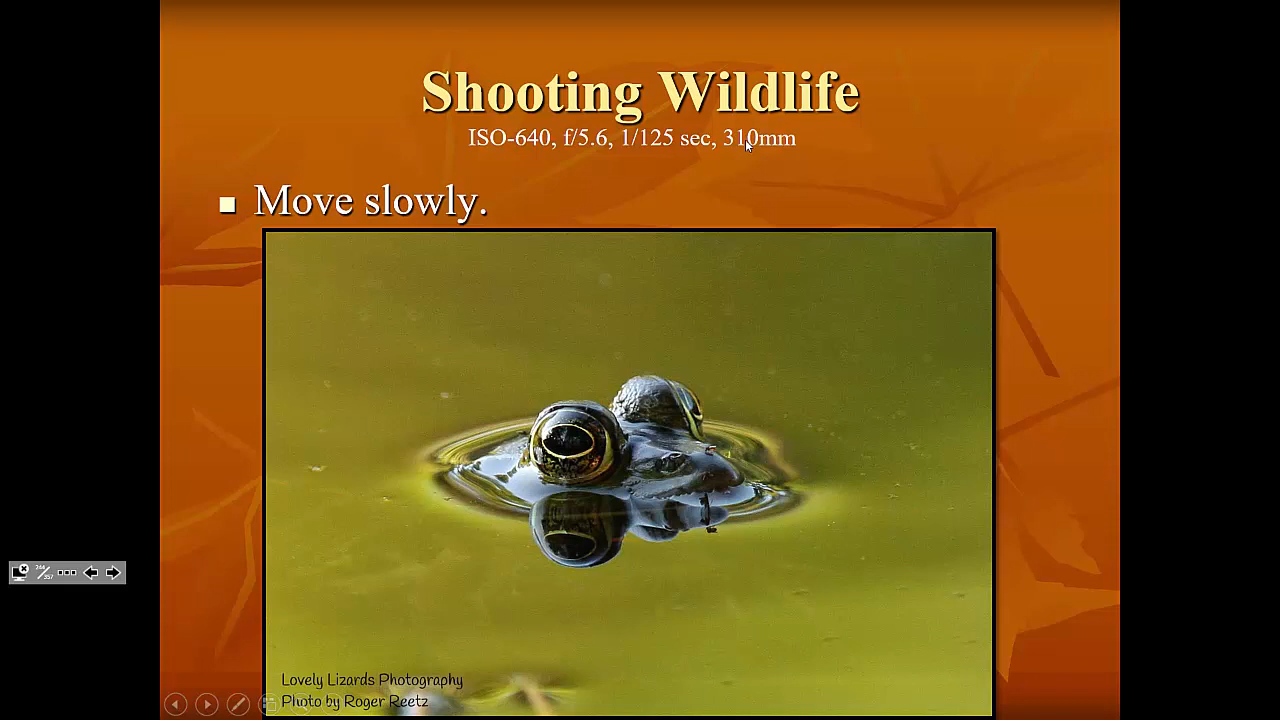 Shooting Wildlife
ISO-640, f/5.6, 1/125 sec, 310mm
Move slowly.
Lovely Lizards Photography
Photo by Roger Reetz